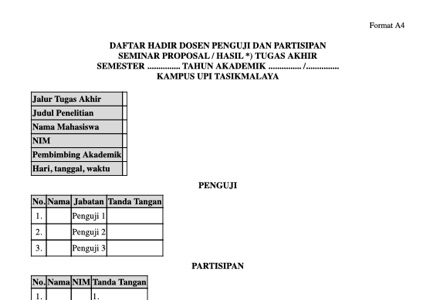 Format A4
DAFTAR HADIR DOSEN PENGUJI DAN PARTISIPAN
SEMINAR PROPOSAL / HASIL *) TUGAS AKHIR
SEMESTER ............... TAHUN AKADEMIK ............... /...............
KAMPUS UPI TASIKMALAYA
Jalur Tugas Akhir
Judul Penelitian
Nama Mahasiswa
NIM
Pembimbing Akademik
Hari, tanggal, waktu
PENGUJI
No. Nama Jabatan Tanda Tangan
1. Penguji 1
2. Penguji 2
3. Penguji 3
PARTISIPAN
No. Nama NIM Tanda Tangan
1. 1.